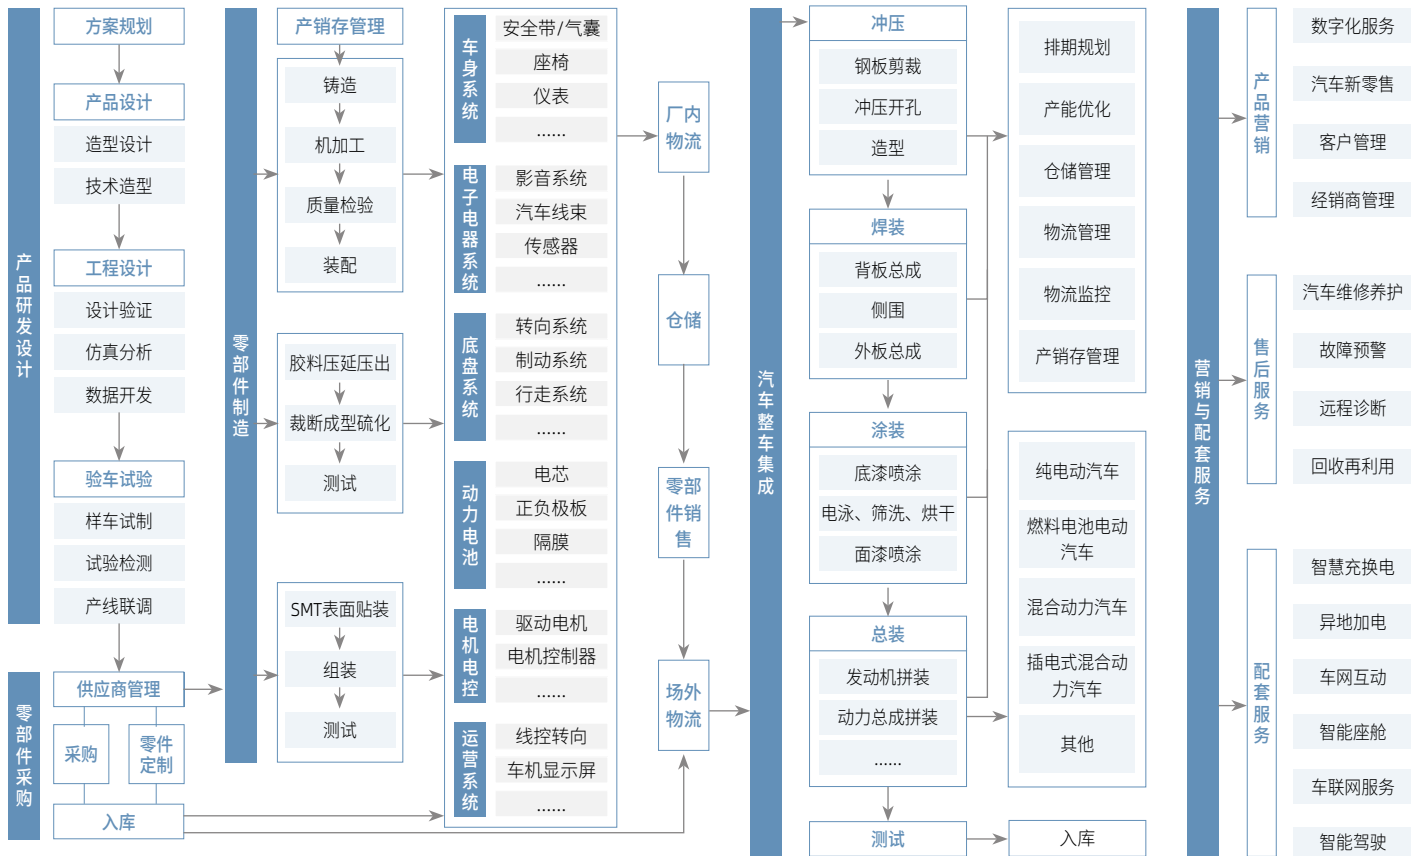 产品研发设计
方案规划
产品设计
造型设计
技术造型
工程设计
设计验证
仿真分析
数据开发
验车试验
样车试制
试验检测
产线联调
零部件采购
供应商管理
采购
零件
定制
入库
零部件制造
产销存管理
铸造
机加工
质量检验
装配
胶料压延压出
裁断成型硫化
测试
SMT表面贴装
组装
测试
车身系统
安全带/气囊
座椅
仪表
......
电子电器系统
影音系统
汽车线束
传感器
......
底盘系统
转向系统
制动系统
行走系统
......
动力电池
电芯
正负极板
隔膜
......
电机电控
驱动电机
电机控制器
......
运营系统
线控转向
车机显示屏
......
厂内
物流
仓储
零部
件销
售
场外
物流
汽车整车集成
冲压
钢板剪裁
冲压开孔
造型
焊装
背板总成
侧围
外板总成
涂装
底漆喷涂
电泳、筛洗、烘干
面漆喷涂
总装
发动机拼装
动力总成拼装
......
测试
排期规划
产能优化
仓储管理
物流管理
物流监控
产销存管理
纯电动汽车
燃料电池电动
汽车
混合动力汽车
插电式混合动
力汽车
其他
入库
营销与配套服务
产品营销
数字化服务
汽车新零售
客户管理
经销商管理
售后服务
汽车维修养护
故障预警
远程诊断
回收再利用
配套服务
智慧充换电
异地加电
车网互动
智能座舱
车联网服务
智能驾驶